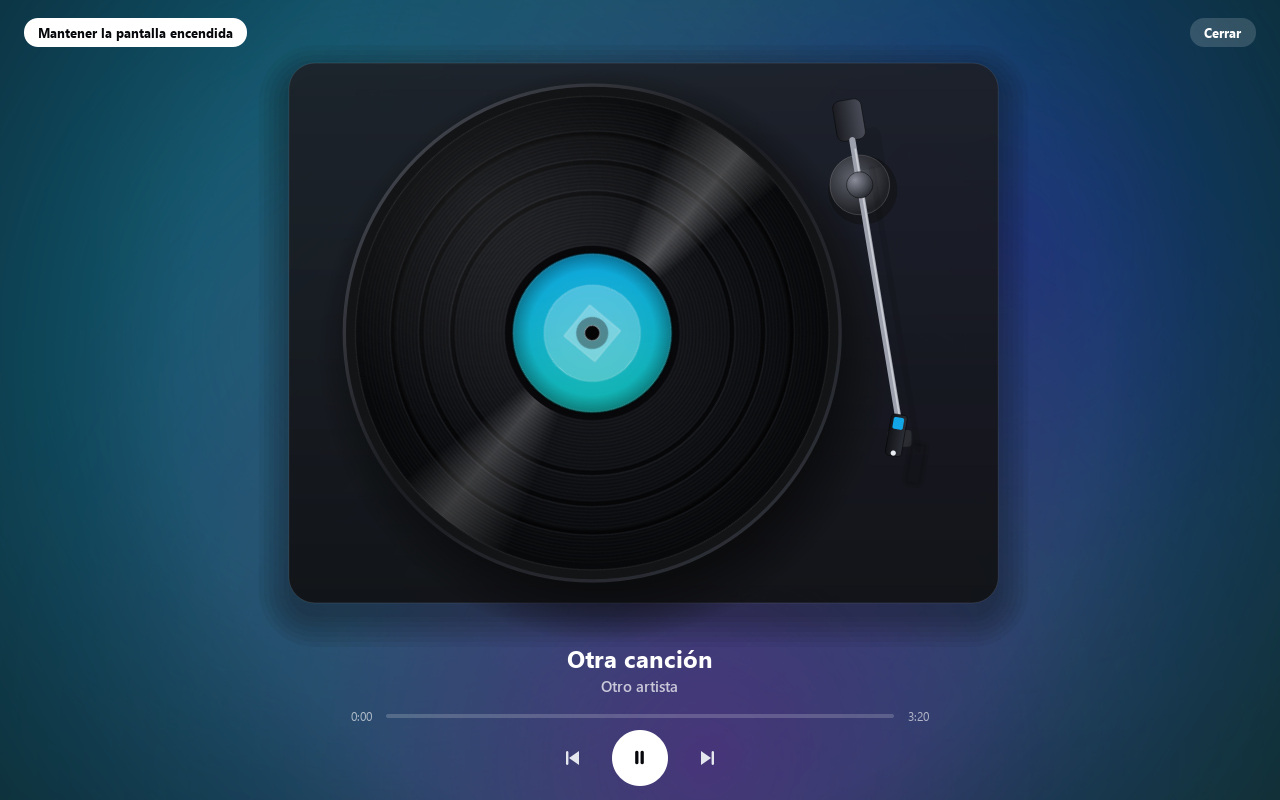 Mantener la pantalla encendida
Cerrar
Otra canción
Otro artista
0:00
3:20